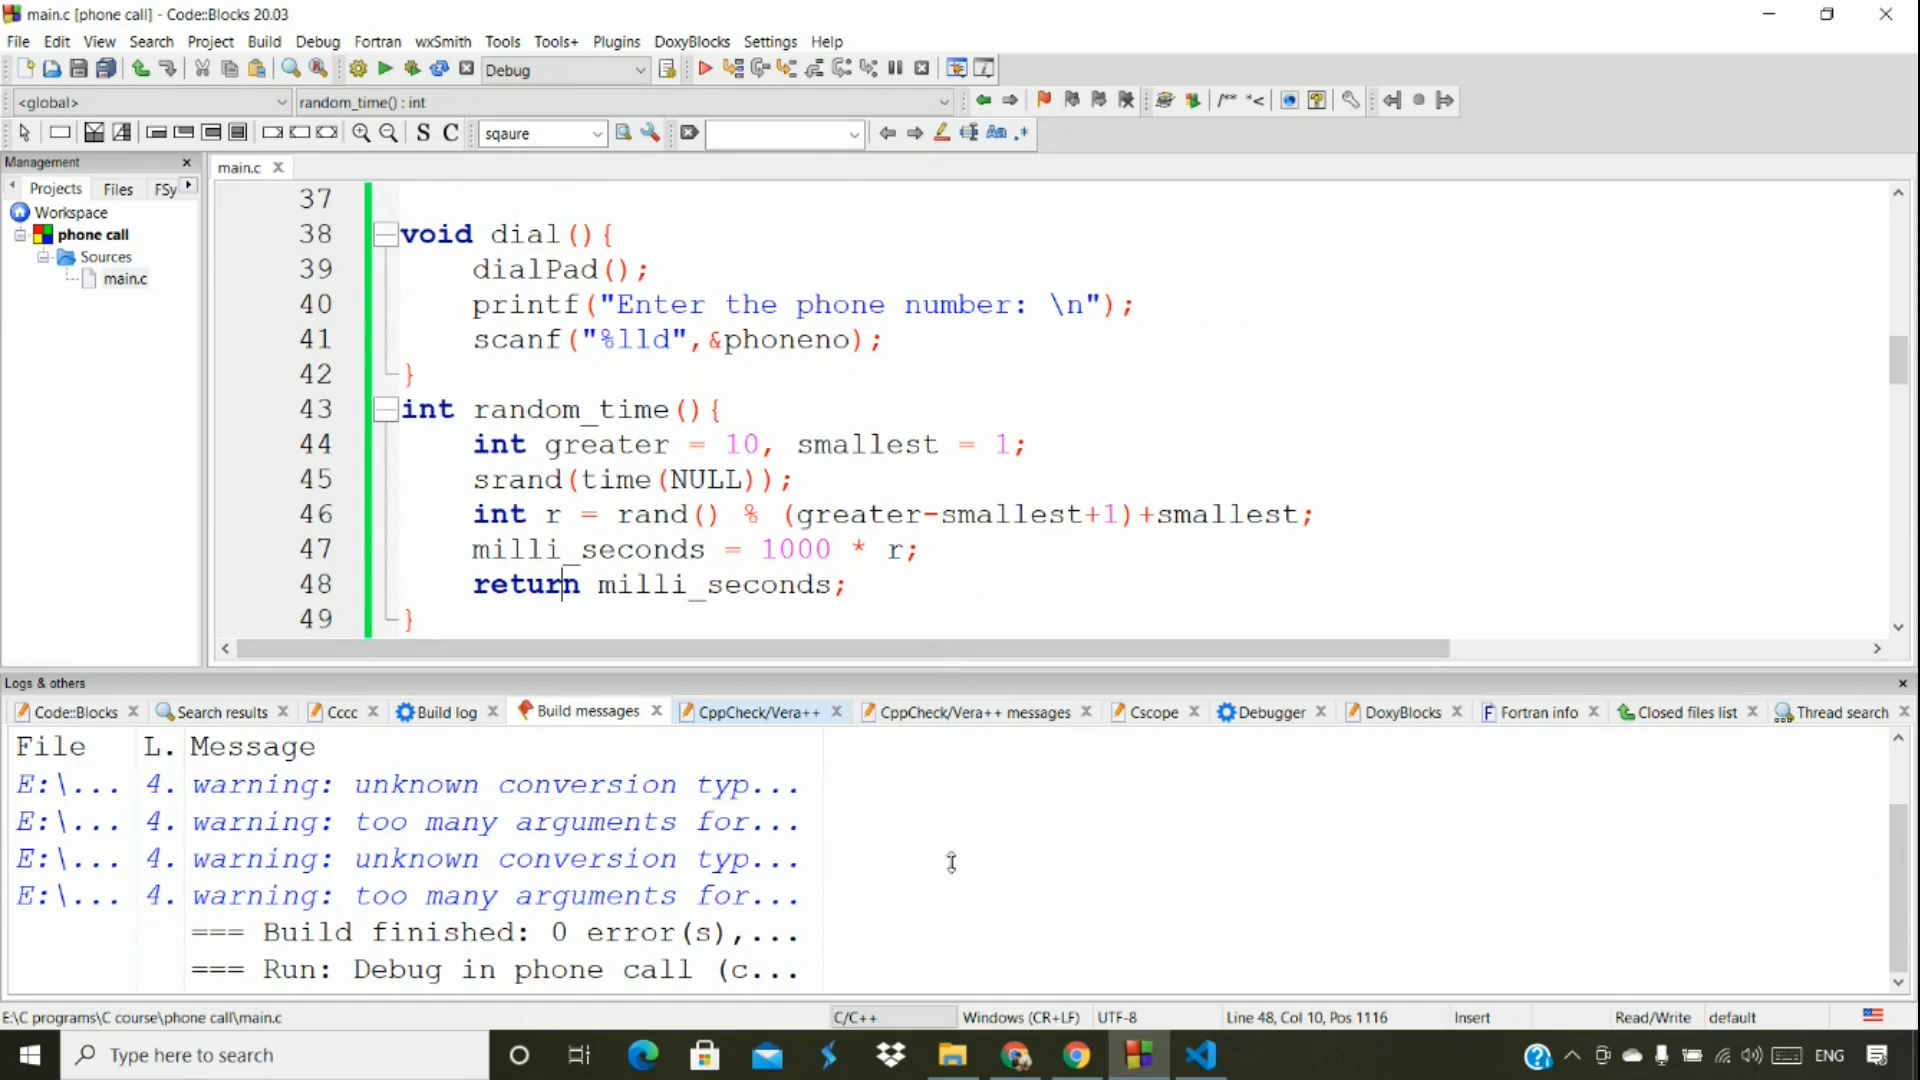 main.c [phone call] - Code::Blocks 20.03
File Edit View Search Project Build Debug Fortran wxSmith Tools Tools+ Plugins DoxyBlocks Settings Help
Debug
<global> random_time() : int
/** *<
S C sqaure Aa .*
Management
main.c
Projects Files FSy
Workspace
phone call
Sources
main.c
37
38 void dial(){
39 dialPad();
40 printf("Enter the phone number: \n");
41 scanf("%lld",&phoneno);
42 }
43 int random_time(){
44 int greater = 10, smallest = 1;
45 srand(time(NULL));
46 int r = rand() % (greater-smallest+1)+smallest;
47 milli_seconds = 1000 * r;
48 return milli_seconds;
49 }
Logs & others
Code::Blocks Search results Cccc Build log Build messages CppCheck/Vera++ CppCheck/Vera++ messages Cscope Debugger DoxyBlocks Fortran info Closed files list Thread search
File L. Message
E:\... 4. warning: unknown conversion typ...
E:\... 4. warning: too many arguments for...
E:\... 4. warning: unknown conversion typ...
E:\... 4. warning: too many arguments for...
=== Build finished: 0 error(s),...
=== Run: Debug in phone call (c...
E:\C programs\C course\phone call\main.c C/C++ Windows (CR+LF) UTF-8 Line 48, Col 10, Pos 1116 Insert Read/Write default
Type here to search ENG